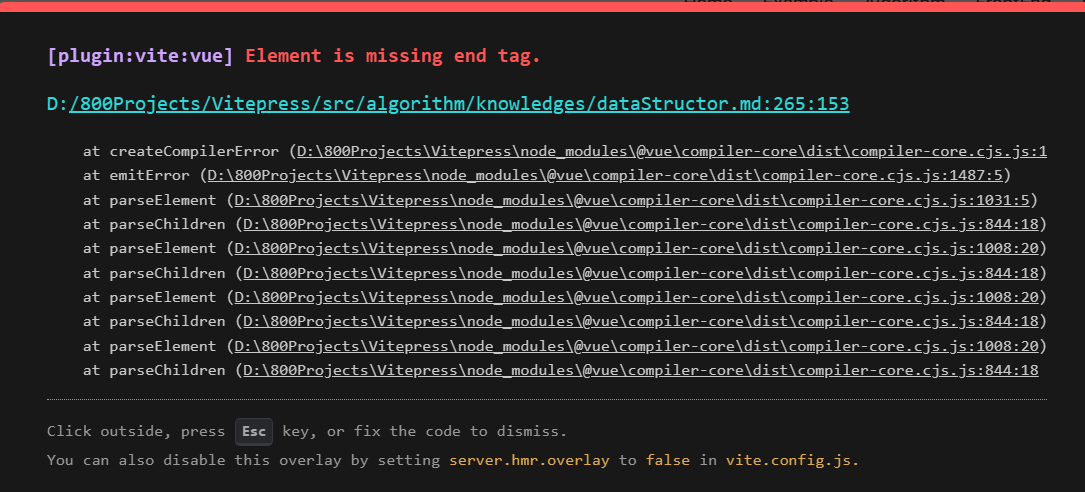 Home Example Algorithm FrontEnd
[plugin:vite:vue] Element is missing end tag.
D:/800Projects/Vitepress/src/algorithm/knowledges/dataStructor.md:265:153
at createCompilerError (D:\800Projects\Vitepress\node_modules\@vue\compiler-core\dist\compiler-core.cjs.js:1
at emitError (D:\800Projects\Vitepress\node_modules\@vue\compiler-core\dist\compiler-core.cjs.js:1487:5)
at parseElement (D:\800Projects\Vitepress\node_modules\@vue\compiler-core\dist\compiler-core.cjs.js:1031:5)
at parseChildren (D:\800Projects\Vitepress\node_modules\@vue\compiler-core\dist\compiler-core.cjs.js:844:18)
at parseElement (D:\800Projects\Vitepress\node_modules\@vue\compiler-core\dist\compiler-core.cjs.js:1008:20)
at parseChildren (D:\800Projects\Vitepress\node_modules\@vue\compiler-core\dist\compiler-core.cjs.js:844:18)
at parseElement (D:\800Projects\Vitepress\node_modules\@vue\compiler-core\dist\compiler-core.cjs.js:1008:20)
at parseChildren (D:\800Projects\Vitepress\node_modules\@vue\compiler-core\dist\compiler-core.cjs.js:844:18)
at parseElement (D:\800Projects\Vitepress\node_modules\@vue\compiler-core\dist\compiler-core.cjs.js:1008:20)
at parseChildren (D:\800Projects\Vitepress\node_modules\@vue\compiler-core\dist\compiler-core.cjs.js:844:18
Click outside, press Esc key, or fix the code to dismiss.
You can also disable this overlay by setting server.hmr.overlay to false in vite.config.js.